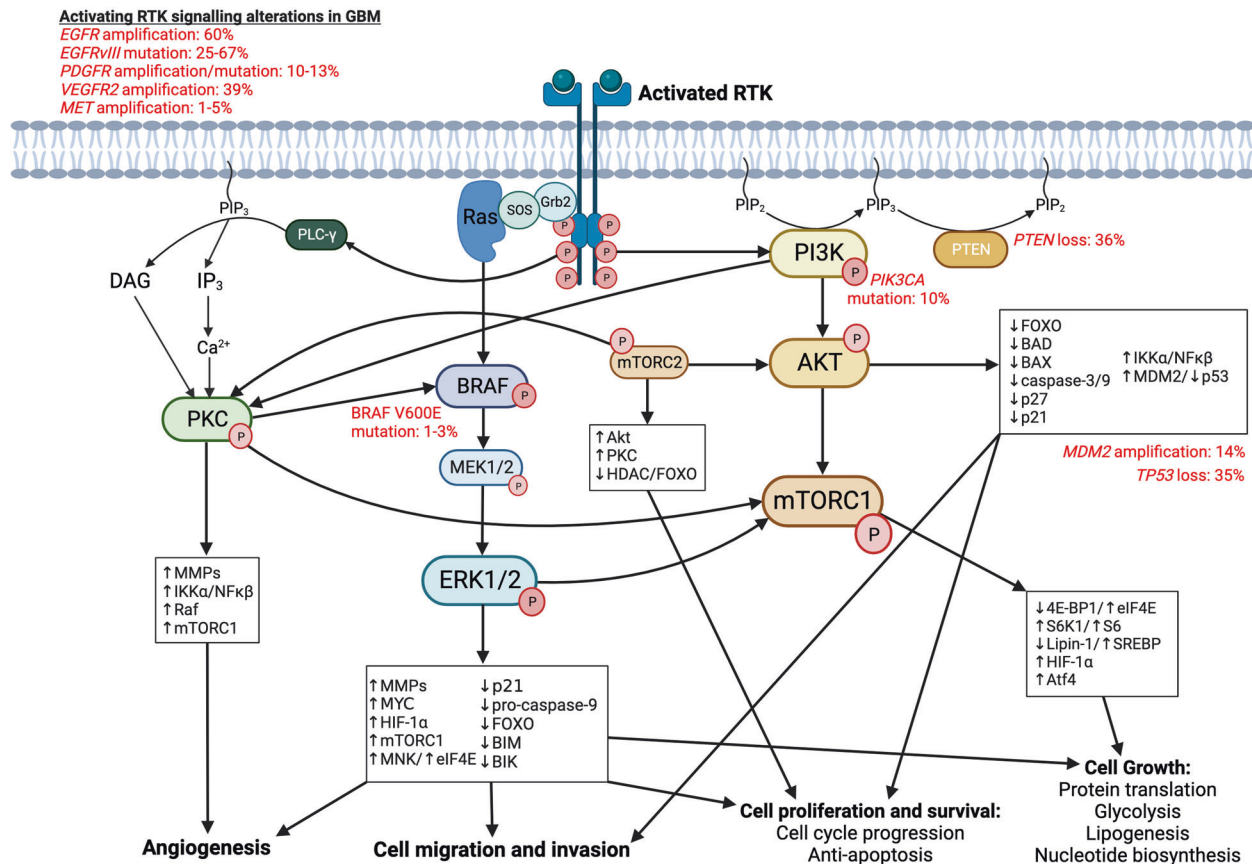 Activating RTK signalling alterations in GBM
EGFR amplification: 60%
EGFRvIII mutation: 25-67%
PDGFR amplification/mutation: 10-13%
VEGFR2 amplification: 39%
MET amplification: 1-5%
Activated RTK
PIP3
PLC-γ
DAG
IP3
Ca2+
Ras
SOS
Grb2
P
P
P
P
P
P
PIP2
PIP3
PIP2
PI3K
P
PTEN
PTEN loss: 36%
PIK3CA
mutation: 10%
PKC
P
BRAF
P
BRAF V600E
mutation: 1-3%
P
mTORC2
AKT
P
↓FOXO
↓BAD
↓BAX
↓caspase-3/9
↓p27
↓p21
↑IKKα/NFκβ
↑MDM2/↓p53
MDM2 amplification: 14%
TP53 loss: 35%
MEK1/2
P
↑Akt
↑PKC
↓HDAC/FOXO
mTORC1
P
ERK1/2
P
↑MMPs
↑IKKα/NFκβ
↑Raf
↑mTORC1
↓4E-BP1/↑eIF4E
↑S6K1/↑S6
↓Lipin-1/↑SREBP
↑HIF-1α
↑Atf4
↑MMPs
↑MYC
↑HIF-1α
↑mTORC1
↑MNK/↑eIF4E
↓p21
↓pro-caspase-9
↓FOXO
↓BIM
↓BIK
Angiogenesis
Cell migration and invasion
Cell proliferation and survival:
Cell cycle progression
Anti-apoptosis
Cell Growth:
Protein translation
Glycolysis
Lipogenesis
Nucleotide biosynthesis